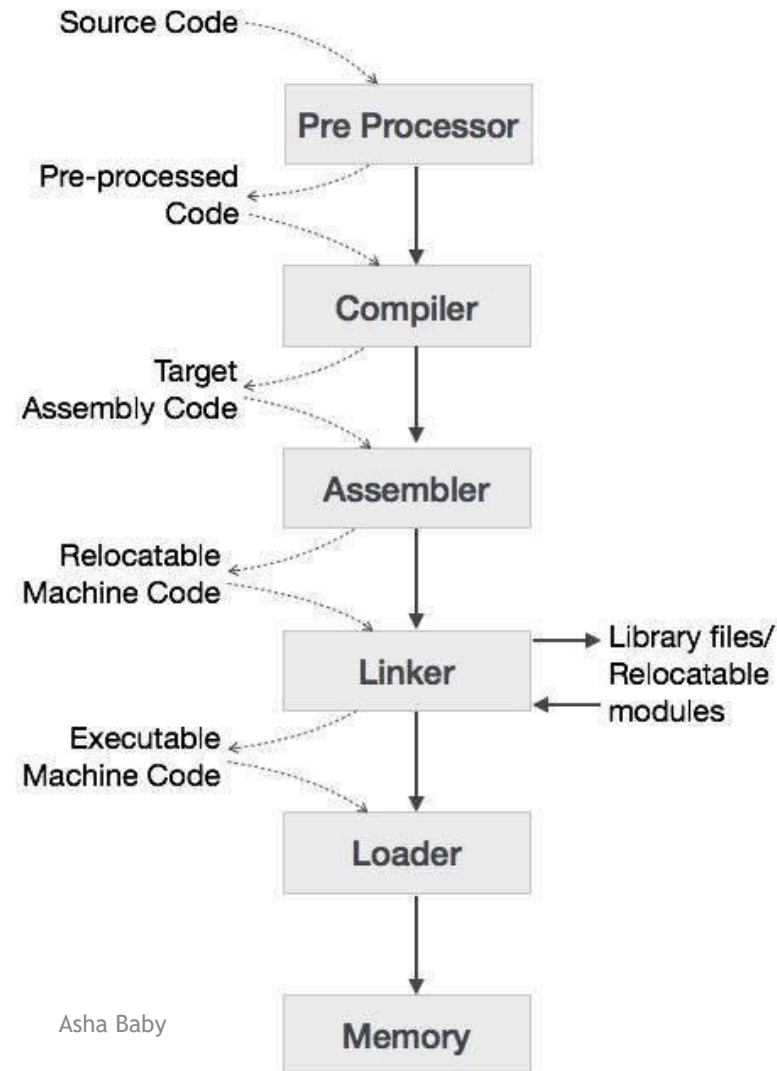 Source Code
Pre Processor
Pre-processed
Code
Compiler
Target
Assembly Code
Assembler
Relocatable
Machine Code
Linker
Library files/
Relocatable
modules
Executable
Machine Code
Loader
Memory
Asha Baby